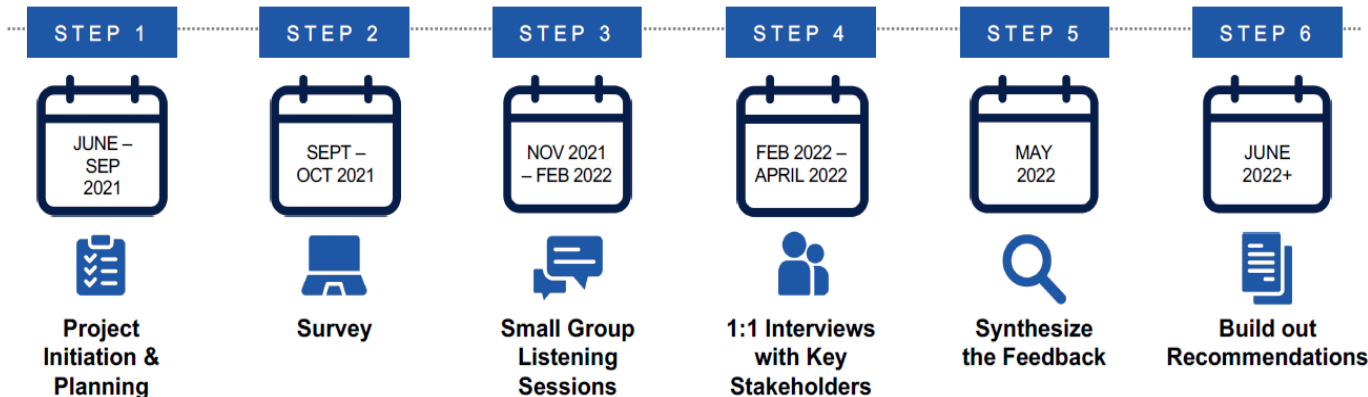 STEP 1
STEP 2
STEP 3
STEP 4
STEP 5
STEP 6
JUNE –
SEP
2021
SEPT –
OCT 2021
NOV 2021
– FEB 2022
FEB 2022 –
APRIL 2022
MAY
2022
JUNE
2022+
Project
Initiation &
Planning
Survey
Small Group
Listening
Sessions
1:1 Interviews
with Key
Stakeholders
Synthesize
the Feedback
Build out
Recommendations